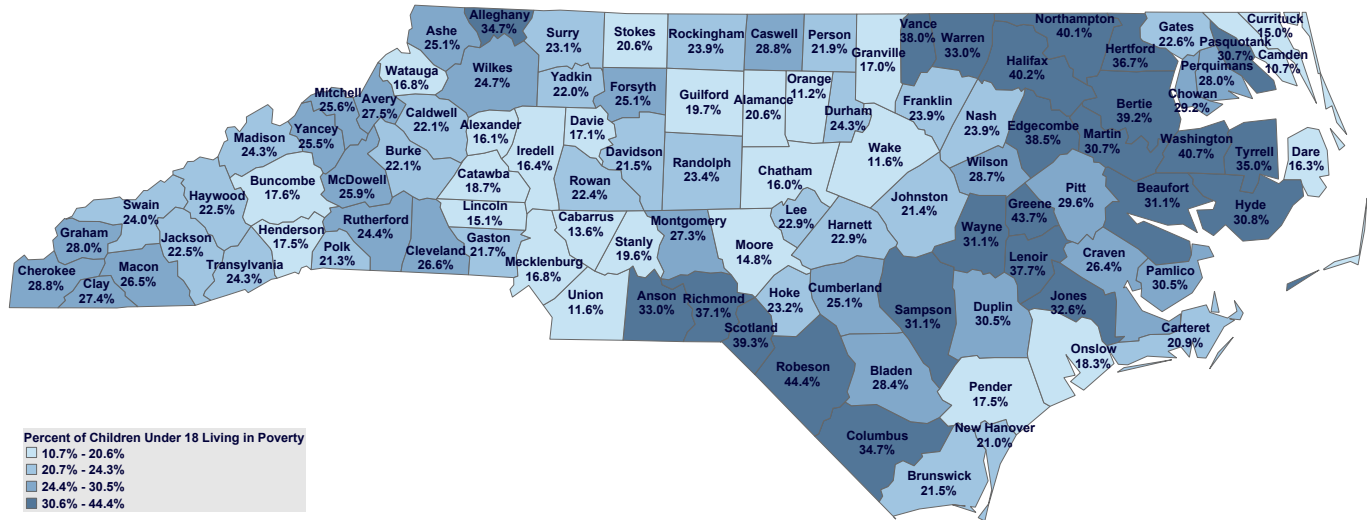 Alleghany
34.7%
Ashe
25.1%
Surry
23.1%
Stokes
20.6%
Rockingham
23.9%
Caswell
28.8%
Person
21.9%
Granville
17.0%
Vance
38.0%
Warren
33.0%
Northampton
40.1%
Gates
22.6%
Currituck
15.0%
Pasquotank
30.7%
Camden
10.7%
Perquimans
28.0%
Chowan
29.2%
Hertford
36.7%
Halifax
40.2%
Watauga
16.8%
Wilkes
24.7%
Yadkin
22.0%
Forsyth
25.1%
Guilford
19.7%
Alamance
20.6%
Orange
11.2%
Durham
24.3%
Franklin
23.9%
Nash
23.9%
Edgecombe
38.5%
Bertie
39.2%
Martin
30.7%
Washington
40.7%
Tyrrell
35.0%
Dare
16.3%
Mitchell
25.6%
Avery
27.5%
Caldwell
22.1%
Alexander
16.1%
Davie
17.1%
Iredell
16.4%
Davidson
21.5%
Randolph
23.4%
Chatham
16.0%
Wake
11.6%
Wilson
28.7%
Pitt
29.6%
Beaufort
31.1%
Hyde
30.8%
Madison
24.3%
Yancey
25.5%
Burke
22.1%
McDowell
25.9%
Catawba
18.7%
Rowan
22.4%
Johnston
21.4%
Greene
43.7%
Wayne
31.1%
Buncombe
17.6%
Haywood
22.5%
Swain
24.0%
Graham
28.0%
Jackson
22.5%
Henderson
17.5%
Polk
21.3%
Rutherford
24.4%
Cleveland
26.6%
Lincoln
15.1%
Gaston
21.7%
Mecklenburg
16.8%
Cabarrus
13.6%
Stanly
19.6%
Montgomery
27.3%
Moore
14.8%
Lee
22.9%
Harnett
22.9%
Lenoir
37.7%
Craven
26.4%
Pamlico
30.5%
Cherokee
28.8%
Clay
27.4%
Macon
26.5%
Transylvania
24.3%
Union
11.6%
Anson
33.0%
Richmond
37.1%
Scotland
39.3%
Hoke
23.2%
Cumberland
25.1%
Sampson
31.1%
Duplin
30.5%
Jones
32.6%
Carteret
20.9%
Onslow
18.3%
Robeson
44.4%
Bladen
28.4%
Pender
17.5%
Columbus
34.7%
New Hanover
21.0%
Brunswick
21.5%
Percent of Children Under 18 Living in Poverty
10.7% - 20.6%
20.7% - 24.3%
24.4% - 30.5%
30.6% - 44.4%